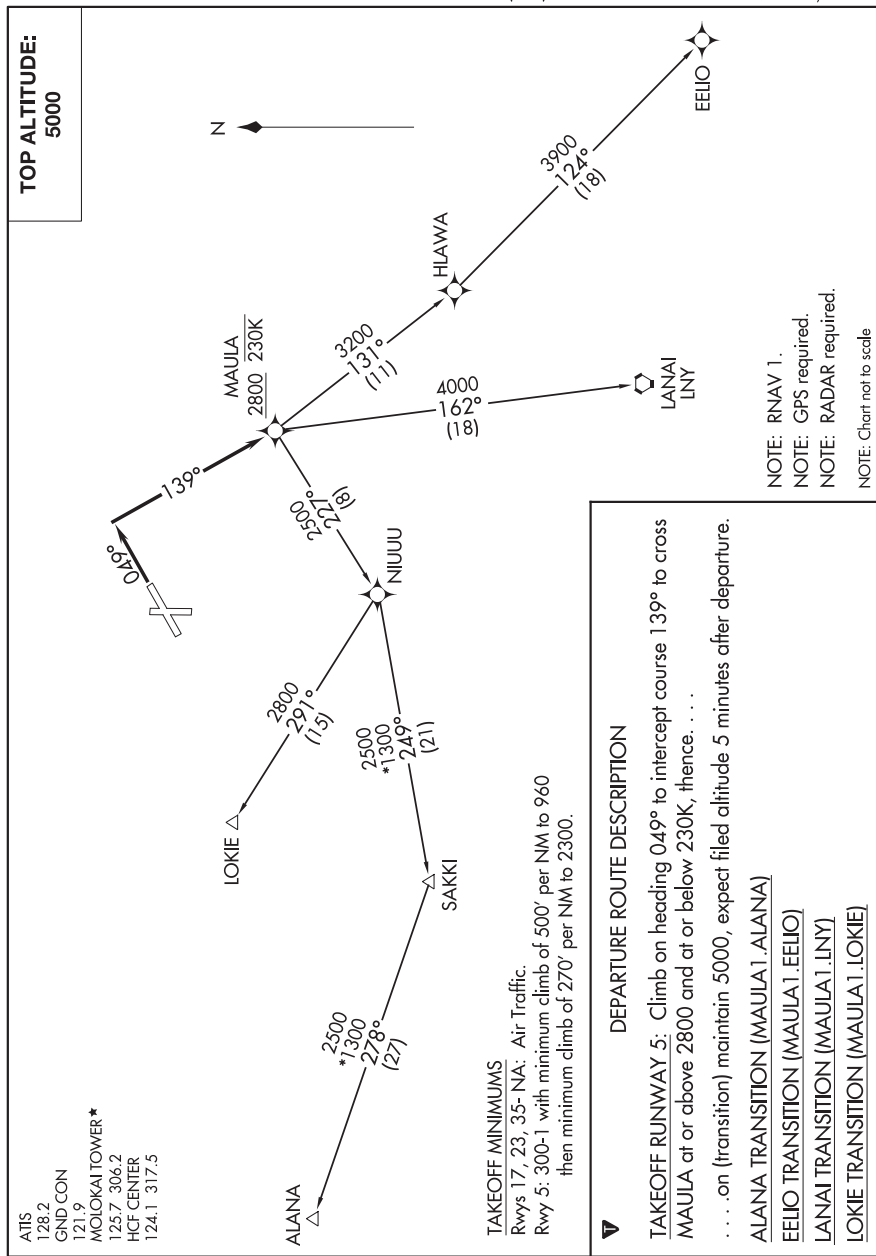 TOP ALTITUDE:
5000
ATIS
128.2
GND CON
121.9
MOLOKAI TOWER★
125.7 306.2
HCF CENTER
124.1 317.5
N
049°
139°
MAULA
2800 230K
3200
131°
(11)
HLAWA
3900
124°
(18)
EELIO
4000
162°
(18)
LANAI
LNY
2500
227°
(8)
NIUUU
2800
291°
(15)
LOKIE
2500
*1300
249°
(21)
SAKKI
2500
*1300
278°
(27)
ALANA
TAKEOFF MINIMUMS
Rwys 17, 23, 35- NA: Air Traffic.
Rwy 5: 300-1 with minimum climb of 500' per NM to 960
then minimum climb of 270' per NM to 2300.
NOTE: RNAV 1.
NOTE: GPS required.
NOTE: RADAR required.
NOTE: Chart not to scale
T
DEPARTURE ROUTE DESCRIPTION
TAKEOFF RUNWAY 5: Climb on heading 049° to intercept course 139° to cross
MAULA at or above 2800 and at or below 230K, thence. . . .
. . . .on (transition) maintain 5000, expect filed altitude 5 minutes after departure.
ALANA TRANSITION (MAULA1.ALANA)
EELIO TRANSITION (MAULA1.EELIO)
LANAI TRANSITION (MAULA1.LNY)
LOKIE TRANSITION (MAULA1.LOKIE)